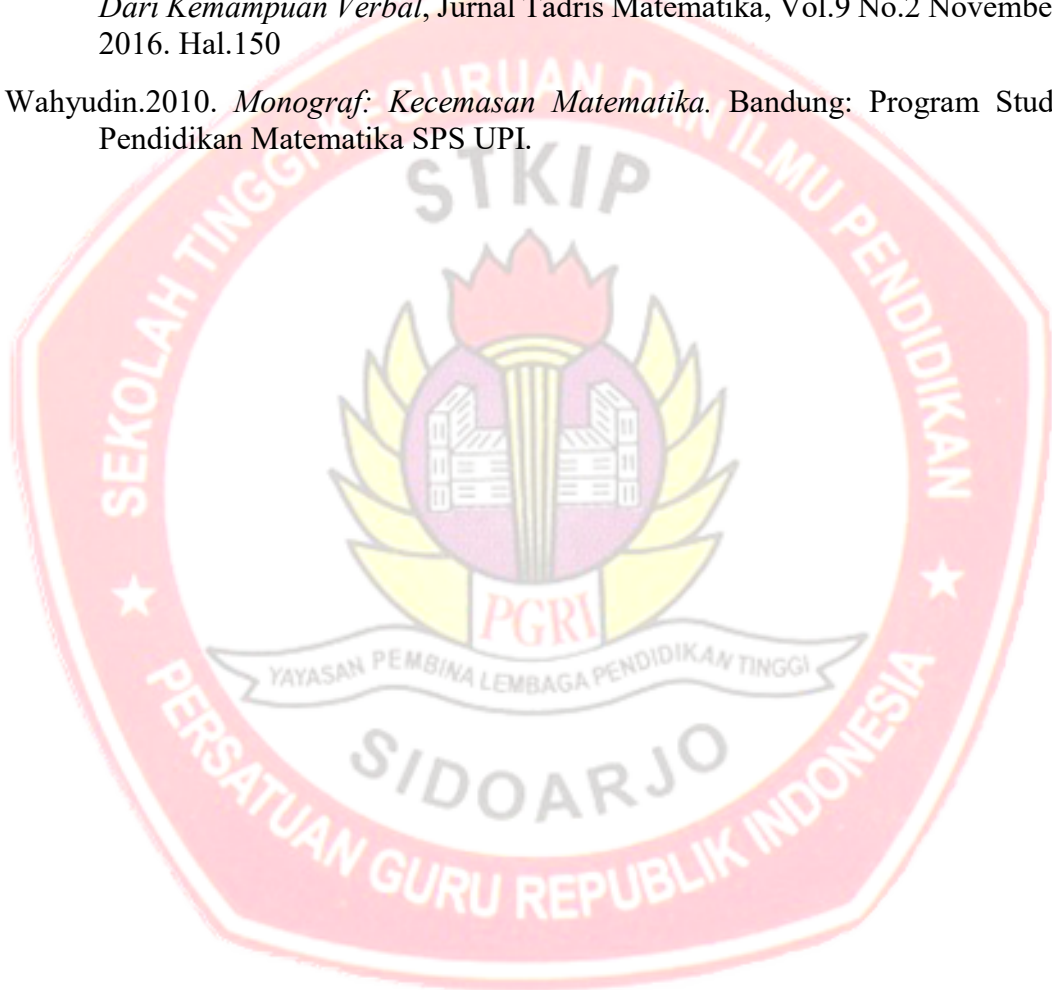 Dari Kemampuan Verbal, Jurnal Tadris Matematika, Vol.9 No.2 Novembe
2016. Hal.150
Wahyudin.2010. Monograf: Kecemasan Matematika. Bandung: Program Stud
Pendidikan Matematika SPS UPI.
SEKOLAH TINGGI KEGURUAN DAN ILMU PENDIDIKAN
STKIP
PGRI
YAYASAN PEMBINA LEMBAGA PENDIDIKAN TINGGI
SIDOARJO
PERSATUAN GURU REPUBLIK INDONESIA